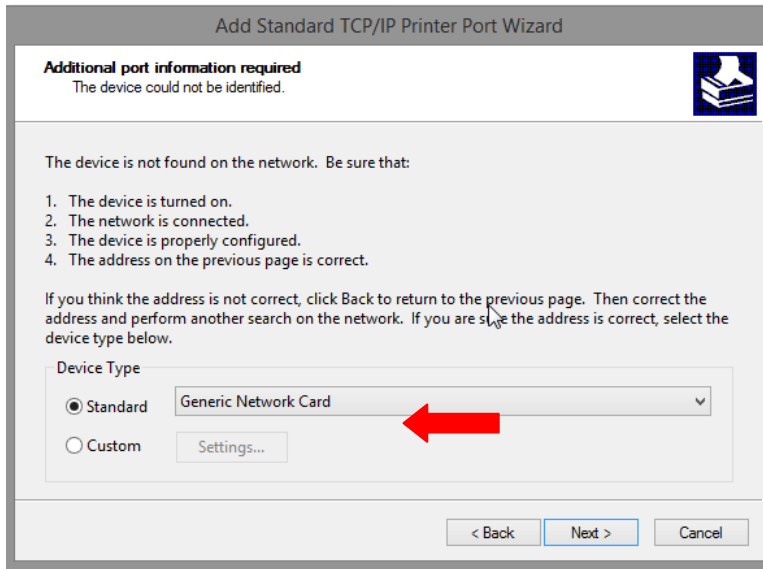 Add Standard TCP/IP Printer Port Wizard
Additional port information required
The device could not be identified.
The device is not found on the network.  Be sure that:
1.  The device is turned on.
2.  The network is connected.
3.  The device is properly configured.
4.  The address on the previous page is correct.
If you think the address is not correct, click Back to return to the previous page.  Then correct the
address and perform another search on the network.  If you are sure the address is correct, select the
device type below.
Device Type
Standard
Generic Network Card
Custom
Settings...
< Back
Next >
Cancel